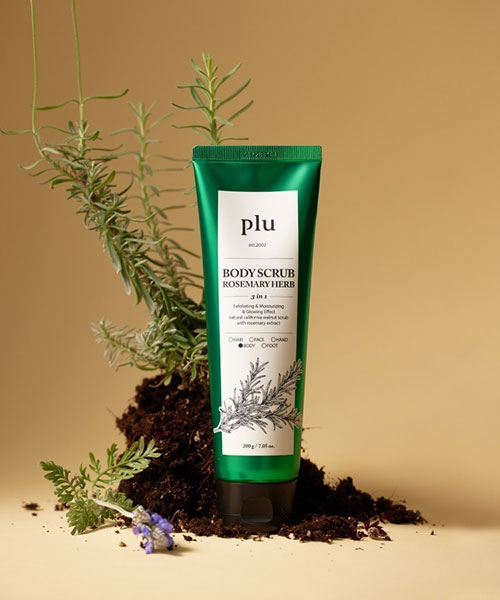 plu
est.2002
BODY SCRUB
ROSEMARY HERB
3 in 1
Exfoliating & Moisturizing
& Glowing Effect
natural california walnut scrub
with rosemary extract
○HAIR ○FACE ○HAND
●BODY ○FOOT
200 g / 7.05 oz.